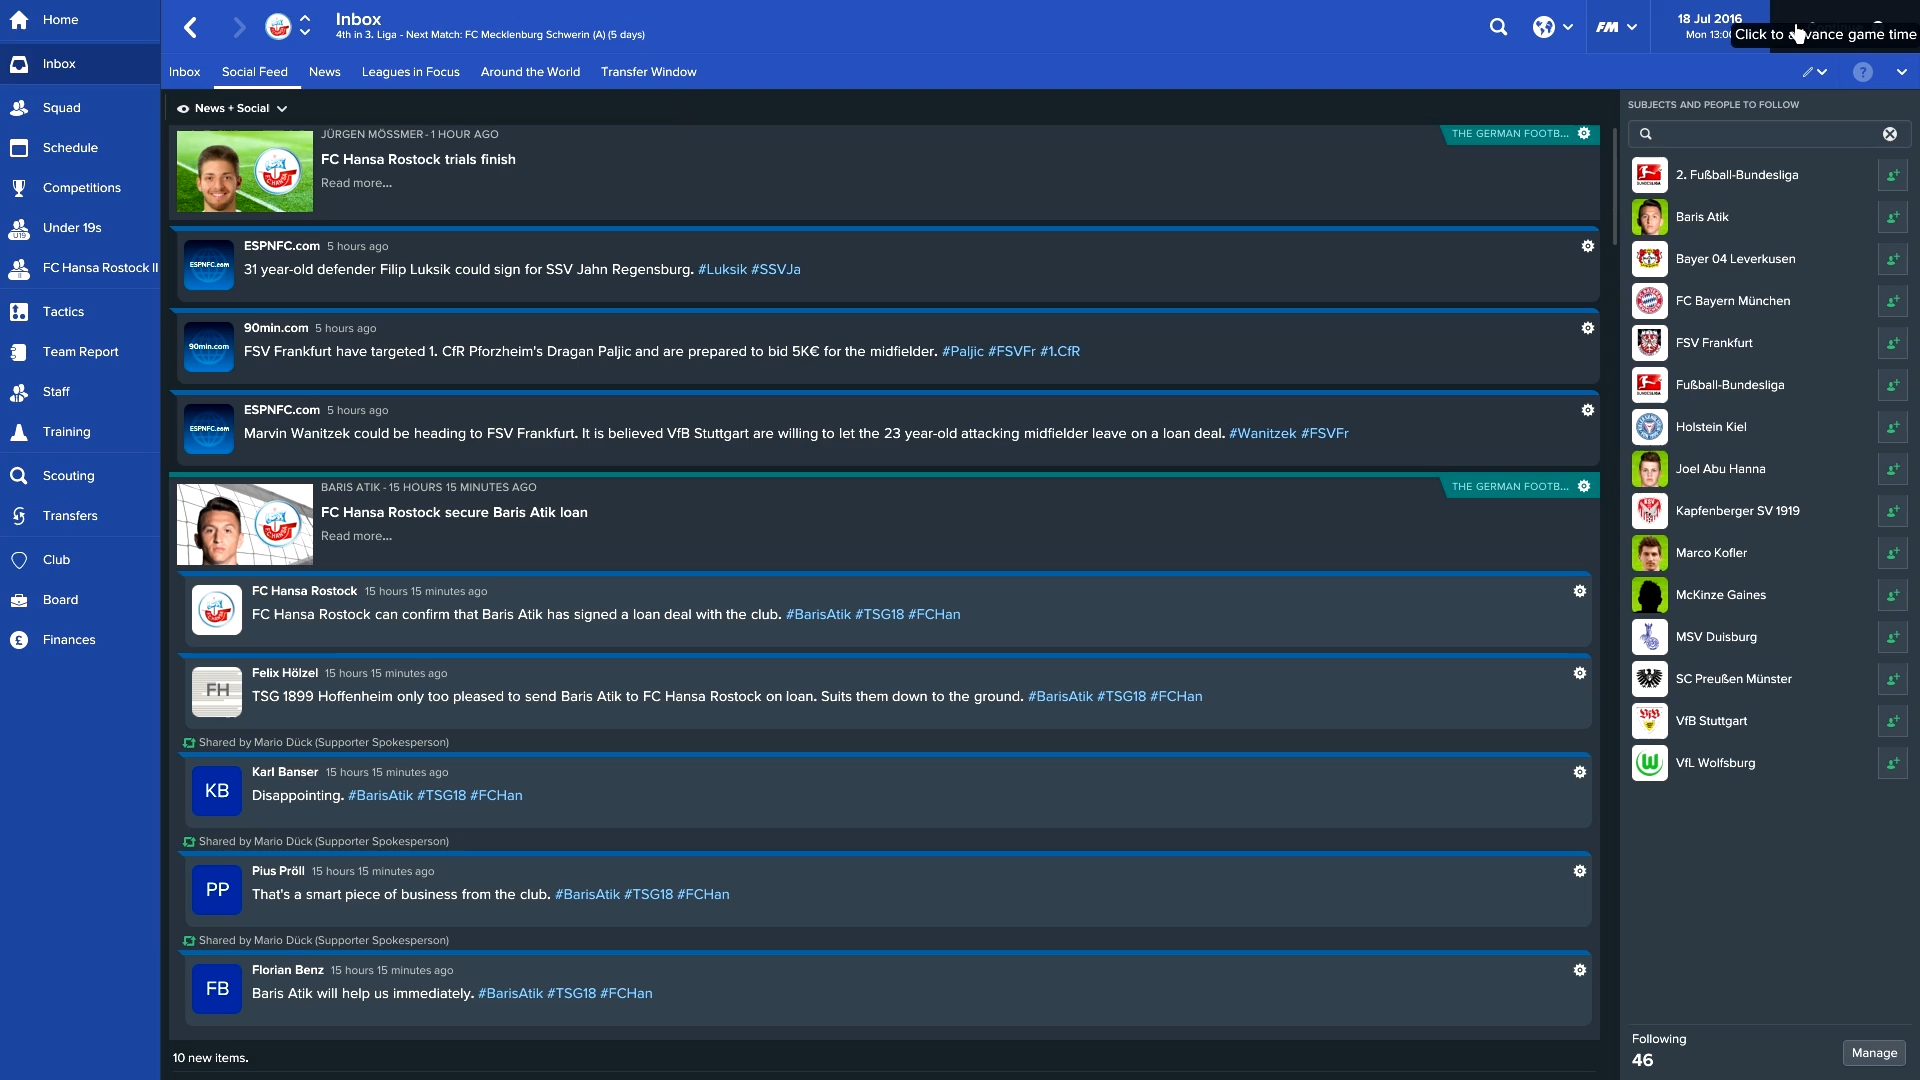 Home
Inbox
Squad
Schedule
Competitions
Under 19s
FC Hansa Rostock II
Tactics
Team Report
Staff
Training
Scouting
Transfers
Club
Board
Finances
Inbox
4th in 3. Liga - Next Match: FC Mecklenburg Schwerin (A) (5 days)
FM
18 Jul 2016
Mon 13:00
Click to advance game time
Inbox
Social Feed
News
Leagues in Focus
Around the World
Transfer Window
News + Social
JÜRGEN MÖSSMER - 1 HOUR AGO
THE GERMAN FOOTB...
FC Hansa Rostock trials finish
Read more...
ESPNFC.com
ESPNFC.com 5 hours ago
31 year-old defender Filip Luksik could sign for SSV Jahn Regensburg. #Luksik #SSVJa
90min.com
90min.com 5 hours ago
FSV Frankfurt have targeted 1. CfR Pforzheim's Dragan Paljic and are prepared to bid 5K€ for the midfielder. #Paljic #FSVFr #1.CfR
ESPNFC.com
ESPNFC.com 5 hours ago
Marvin Wanitzek could be heading to FSV Frankfurt. It is believed VfB Stuttgart are willing to let the 23 year-old attacking midfielder leave on a loan deal. #Wanitzek #FSVFr
BARIS ATIK - 15 HOURS 15 MINUTES AGO
THE GERMAN FOOTB...
FC Hansa Rostock secure Baris Atik loan
Read more...
FC Hansa Rostock 15 hours 15 minutes ago
FC Hansa Rostock can confirm that Baris Atik has signed a loan deal with the club. #BarisAtik #TSG18 #FCHan
FH
Felix Hölzel 15 hours 15 minutes ago
TSG 1899 Hoffenheim only too pleased to send Baris Atik to FC Hansa Rostock on loan. Suits them down to the ground. #BarisAtik #TSG18 #FCHan
Shared by Mario Dück (Supporter Spokesperson)
KB
Karl Banser 15 hours 15 minutes ago
Disappointing. #BarisAtik #TSG18 #FCHan
Shared by Mario Dück (Supporter Spokesperson)
PP
Pius Pröll 15 hours 15 minutes ago
That's a smart piece of business from the club. #BarisAtik #TSG18 #FCHan
Shared by Mario Dück (Supporter Spokesperson)
FB
Florian Benz 15 hours 15 minutes ago
Baris Atik will help us immediately. #BarisAtik #TSG18 #FCHan
10 new items.
SUBJECTS AND PEOPLE TO FOLLOW
2. Fußball-Bundesliga
Baris Atik
Bayer 04 Leverkusen
FC Bayern München
FSV Frankfurt
Fußball-Bundesliga
Holstein Kiel
Joel Abu Hanna
Kapfenberger SV 1919
Marco Kofler
McKinze Gaines
MSV Duisburg
SC Preußen Münster
VfB Stuttgart
VfL Wolfsburg
Following
46
Manage